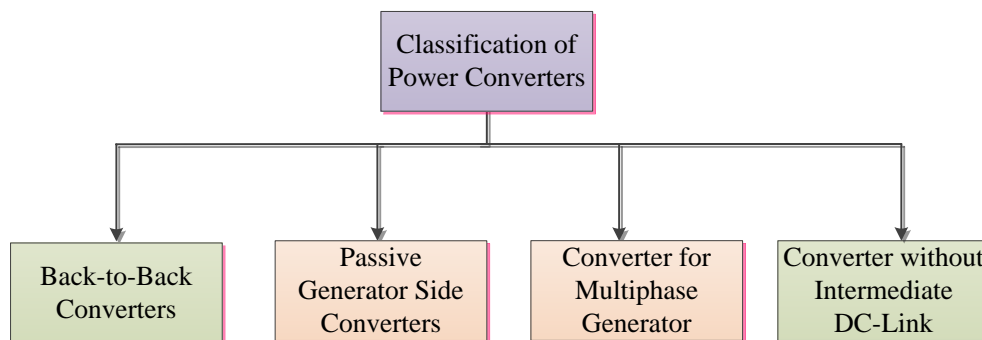 Classification of
Power Converters
Back-to-Back
Converters
Passive
Generator Side
Converters
Converter for
Multiphase
Generator
Converter without
Intermediate
DC-Link